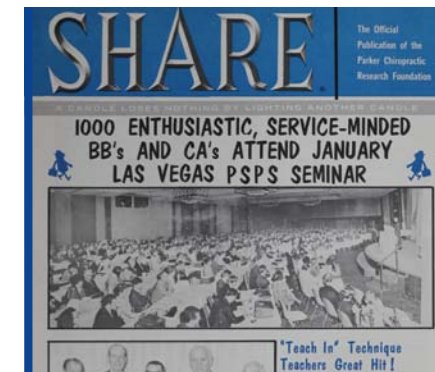 SHARE.
The Official
Publication of the
Parker Chiropractic
Research Foundation
A CANDLE LOSES NOTHING BY LIGHTING ANOTHER CANDLE
1000 ENTHUSIASTIC, SERVICE-MINDED
BB's AND CA's ATTEND JANUARY
LAS VEGAS PSPS SEMINAR
"Teach In" Technique
Teachers Great Hit!